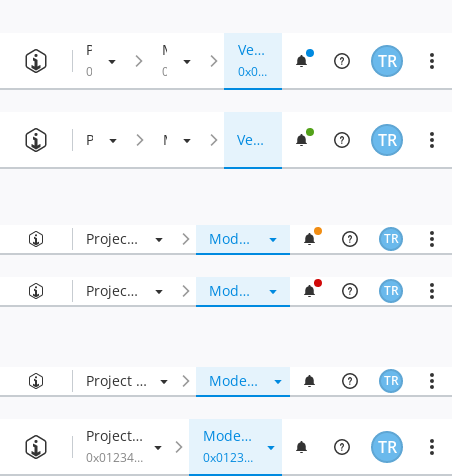 P M Ve...
0 0 0x0... TR
P M Ve... TR
Projec... Mod... TR
Projec... Mod... TR
Project ... Mode... TR
Project... Mode...
0x01234... 0x0123... TR